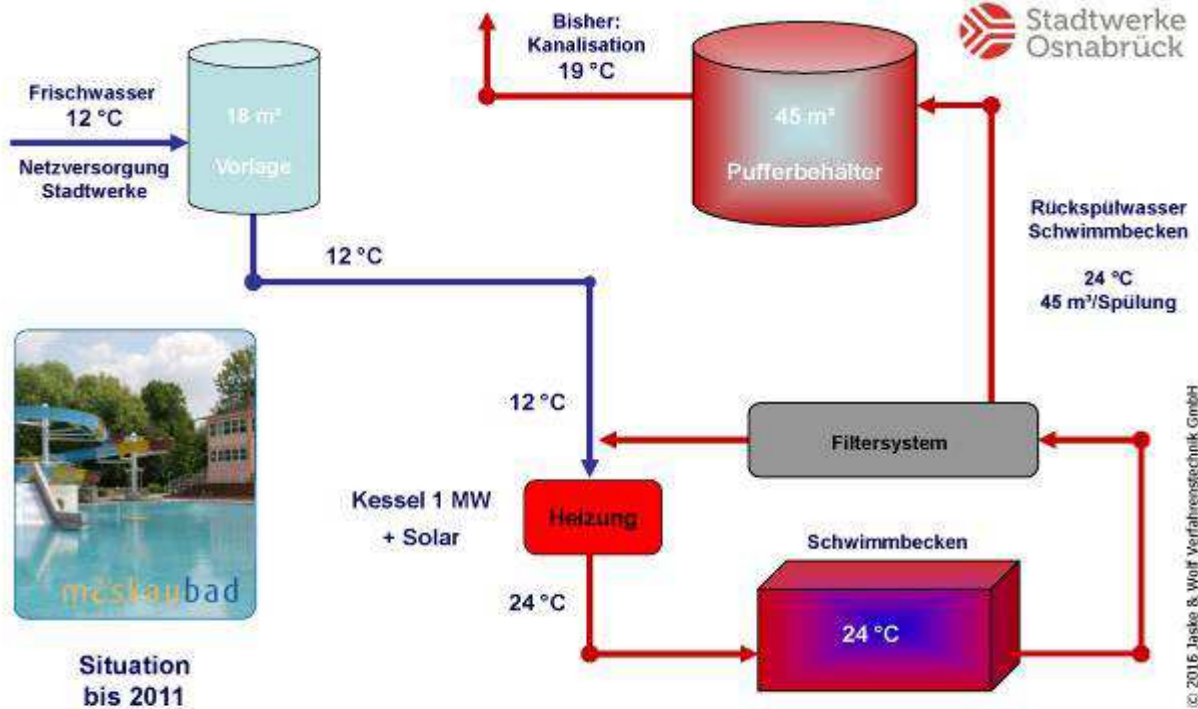 Stadtwerke
Osnabrück
Bisher:
Kanalisation
19 °C
Frischwasser
12 °C
Netzversorgung
Stadtwerke
18 m³
Vorlage
45 m³
Pufferbehälter
Rückspülwasser
Schwimmbecken
24 °C
45 m³/Spülung
12 °C
12 °C
Filtersystem
Kessel 1 MW
+ Solar
Heizung
Schwimmbecken
24 °C
24 °C
moskaubad
Situation
bis 2011
© 2016 Jaske & Wolf Verfahrenstechnik GmbH